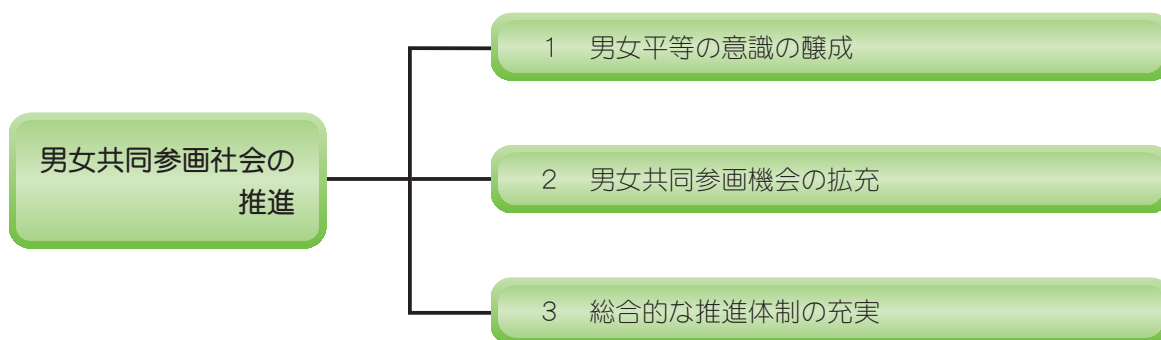 男女共同参画社会の
推進
1 男女平等の意識の醸成
2 男女共同参画機会の拡充
3 総合的な推進体制の充実